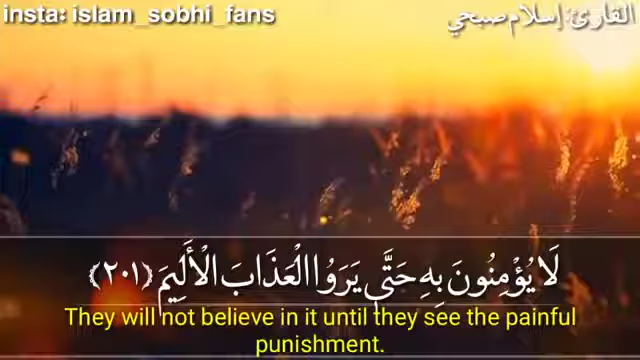 insta: islam_sobhi_fans
القارئ: إسلام صبحي
لَا يُؤْمِنُونَ بِهِ حَتَّى يَرَوُا الْعَذَابَ الْأَلِيمَ (٢٠١)
They will not believe in it until they see the painful
punishment.